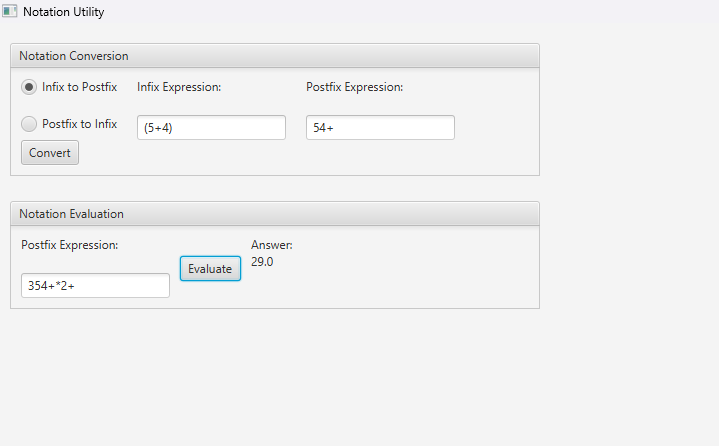 Notation Utility
Notation Conversion
Infix to Postfix
Infix Expression:
Postfix Expression:
Postfix to Infix
(5+4)
54+
Convert
Notation Evaluation
Postfix Expression:
Answer:
29.0
Evaluate
354+*2+